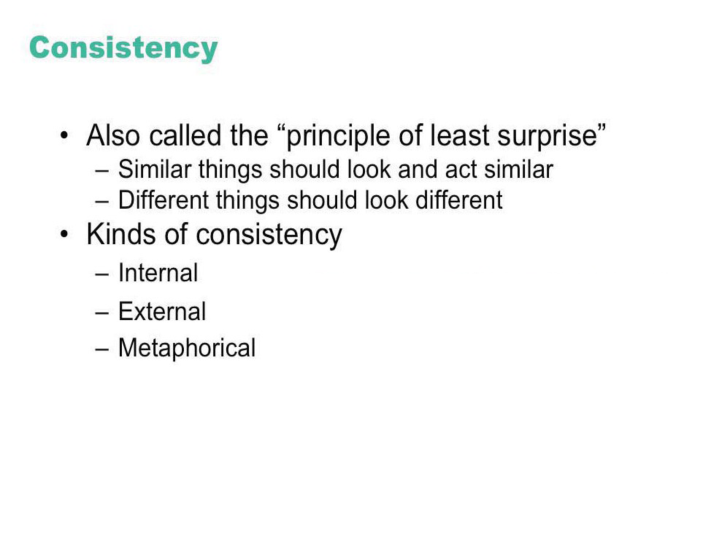 Consistency
• Also called the “principle of least surprise”
– Similar things should look and act similar
– Different things should look different
• Kinds of consistency
– Internal
– External
– Metaphorical